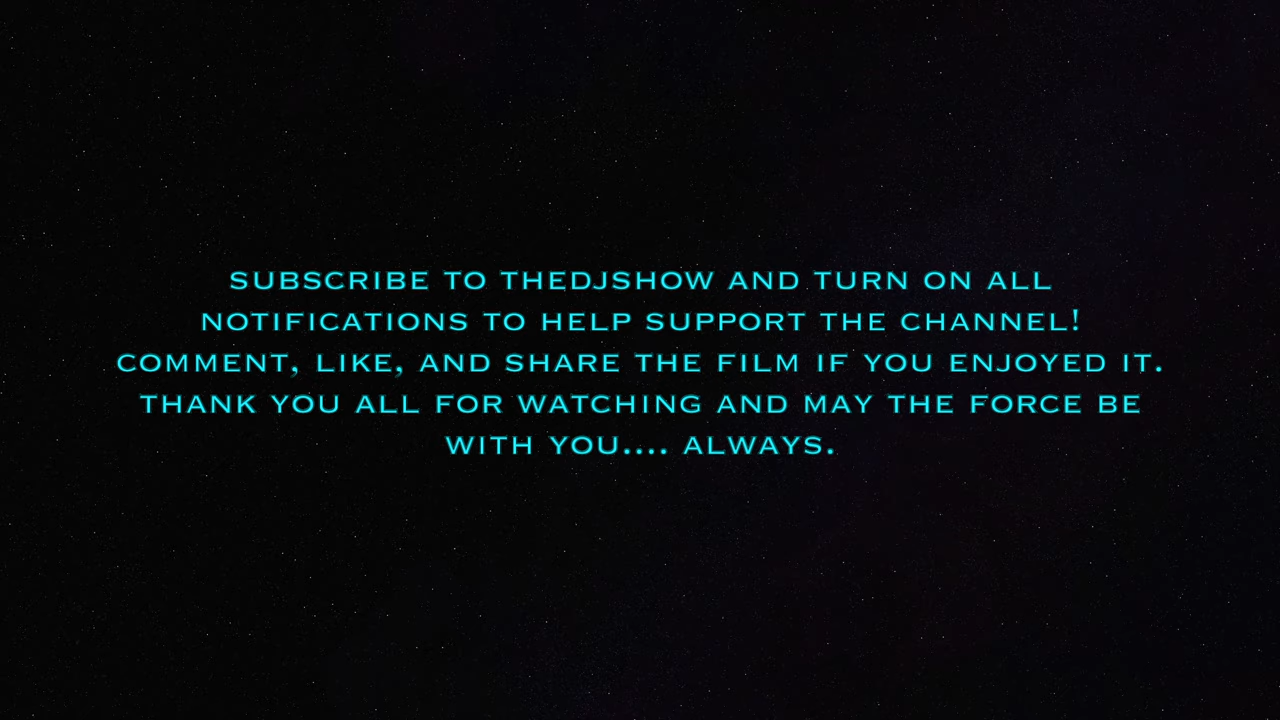 SUBSCRIBE TO THEDJSHOW AND TURN ON ALL
NOTIFICATIONS TO HELP SUPPORT THE CHANNEL!
COMMENT, LIKE, AND SHARE THE FILM IF YOU ENJOYED IT.
THANK YOU ALL FOR WATCHING AND MAY THE FORCE BE
WITH YOU.... ALWAYS.